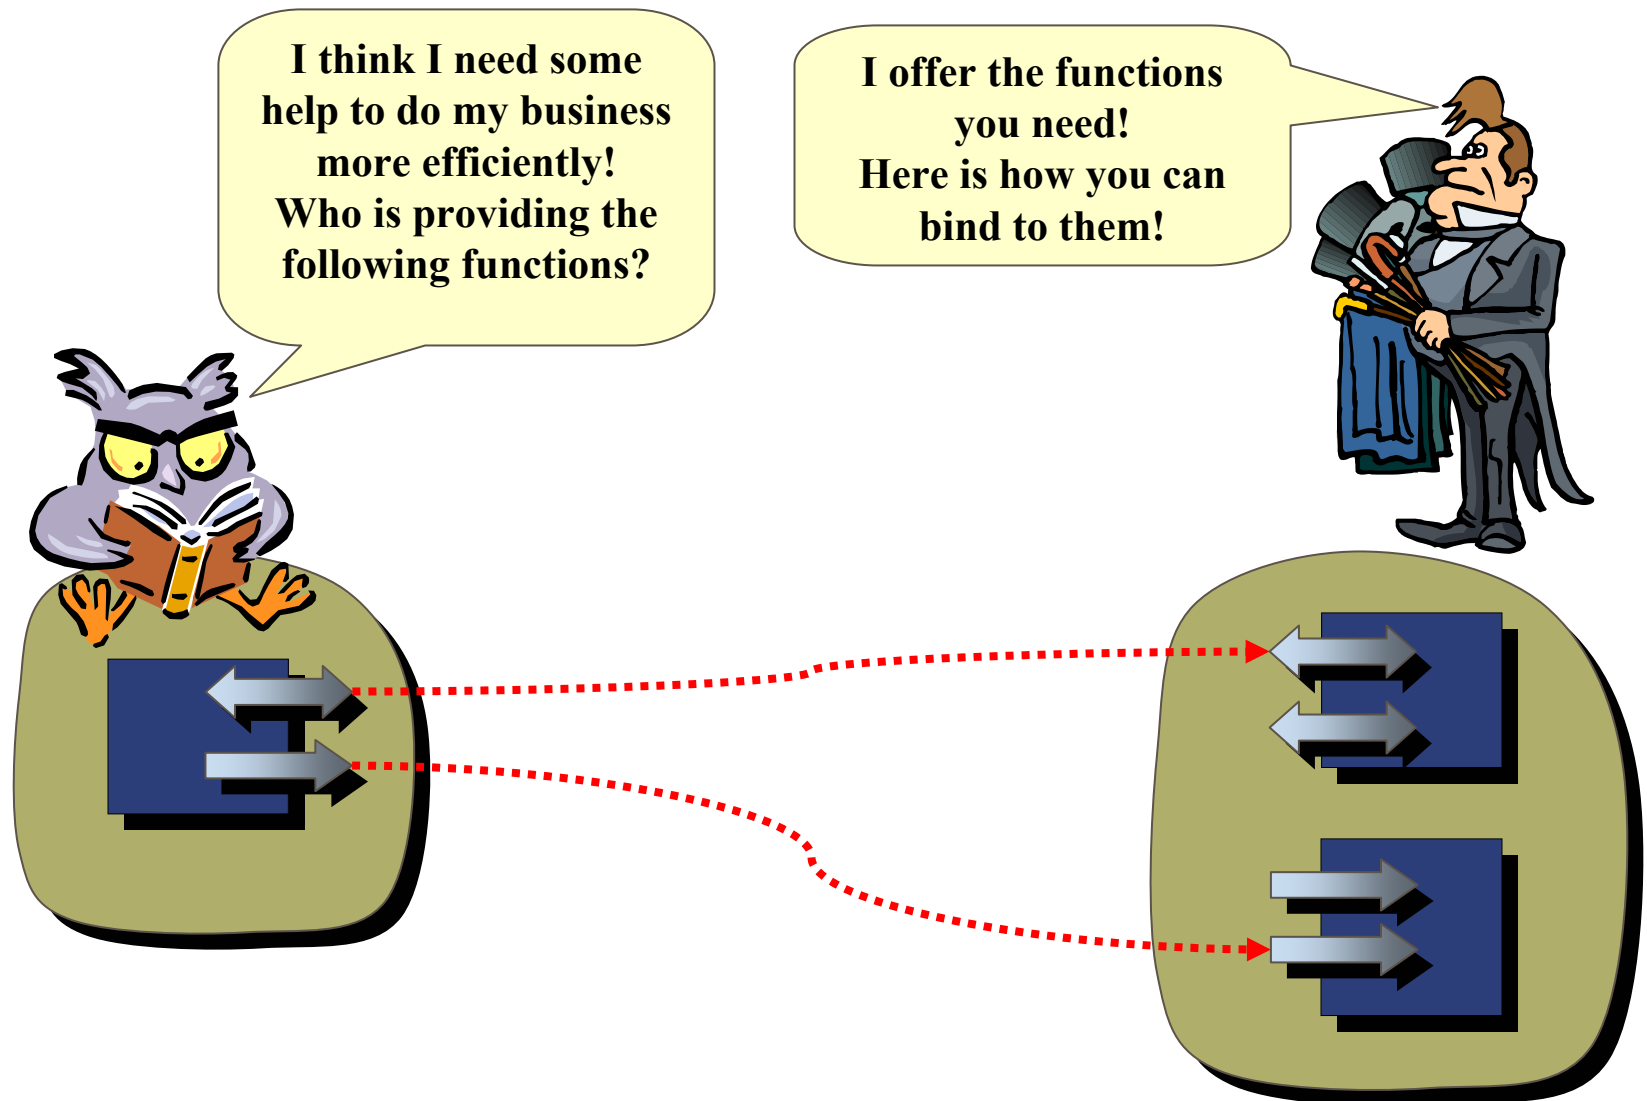 I think I need some
help to do my business
more efficiently!
Who is providing the
following functions?
I offer the functions
you need!
Here is how you can
bind to them!